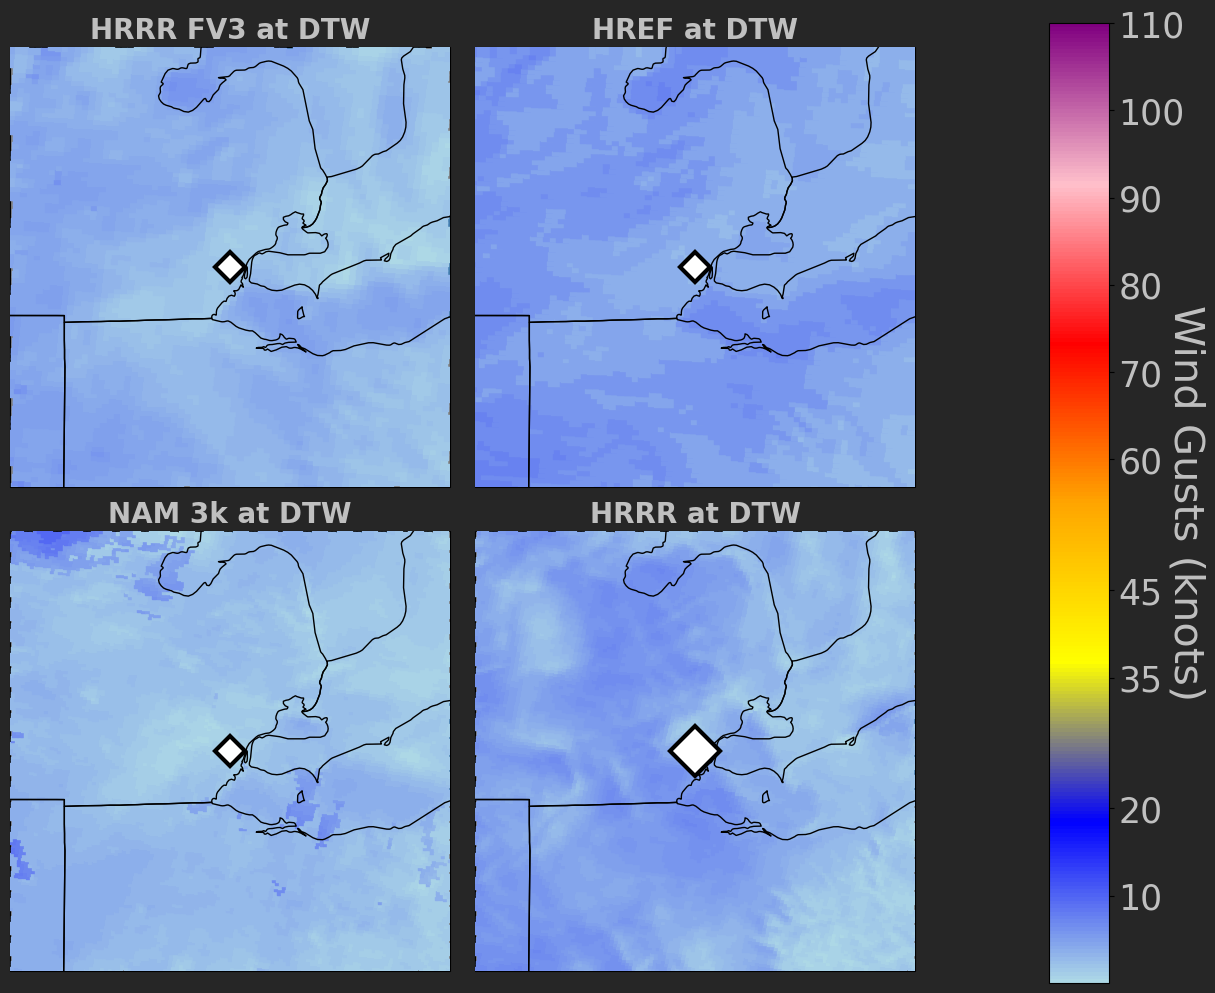 HRRR FV3 at DTW
HREF at DTW
NAM 3k at DTW
HRRR at DTW
110
100
90
80
70
60
45
35
20
10
Wind Gusts (knots)